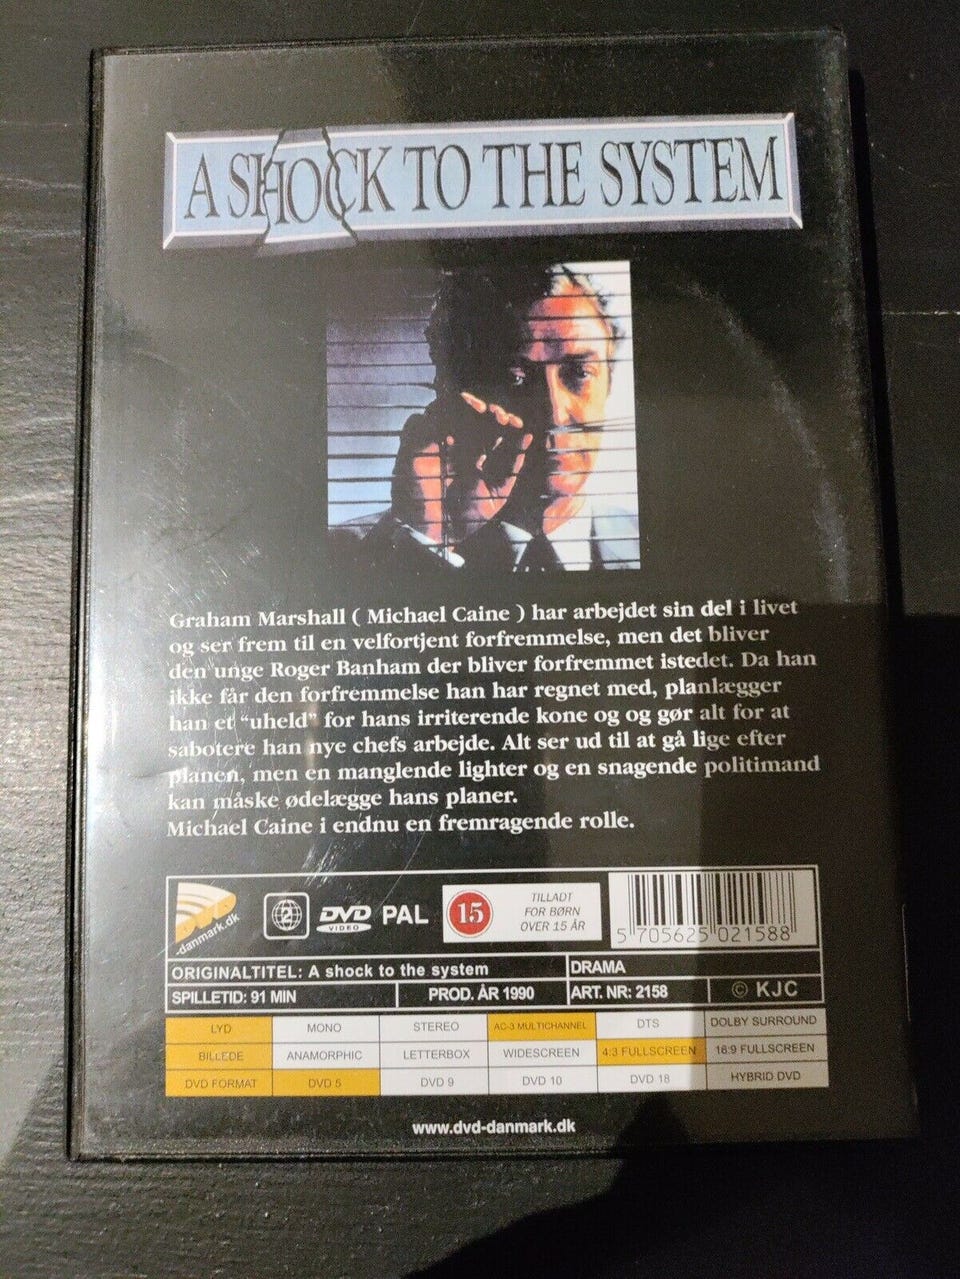 A SHOCK TO THE SYSTEM
Graham Marshall ( Michael Caine ) har arbejdet sin del i livet
og ser frem til en velfortjent forfremmelse, men det bliver
den unge Roger Banham der bliver forfremmet istedet. Da han
ikke får den forfremmelse han har regnet med, planlægger
han et “uheld” for hans irriterende kone og og gør alt for at
sabotere han nye chefs arbejde. Alt ser ud til at gå lige efter
planen, men en manglende lighter og en snagende politimand
kan måske ødelægge hans planer.
Michael Caine i endnu en fremragende rolle.
DVD
-danmark.dk
2
DVD
VIDEO
PAL
15
TILLADT
FOR BØRN
OVER 15 ÅR
5 705625 021588
ORIGINALTITEL: A shock to the system
DRAMA
SPILLETID: 91 MIN
PROD. ÅR 1990
ART. NR: 2158
© KJC
LYD MONO STEREO AC-3 MULTICHANNEL DTS DOLBY SURROUND
BILLEDE ANAMORPHIC LETTERBOX WIDESCREEN 4:3 FULLSCREEN 16:9 FULLSCREEN
DVD FORMAT DVD 5 DVD 9 DVD 10 DVD 18 HYBRID DVD
www.dvd-danmark.dk